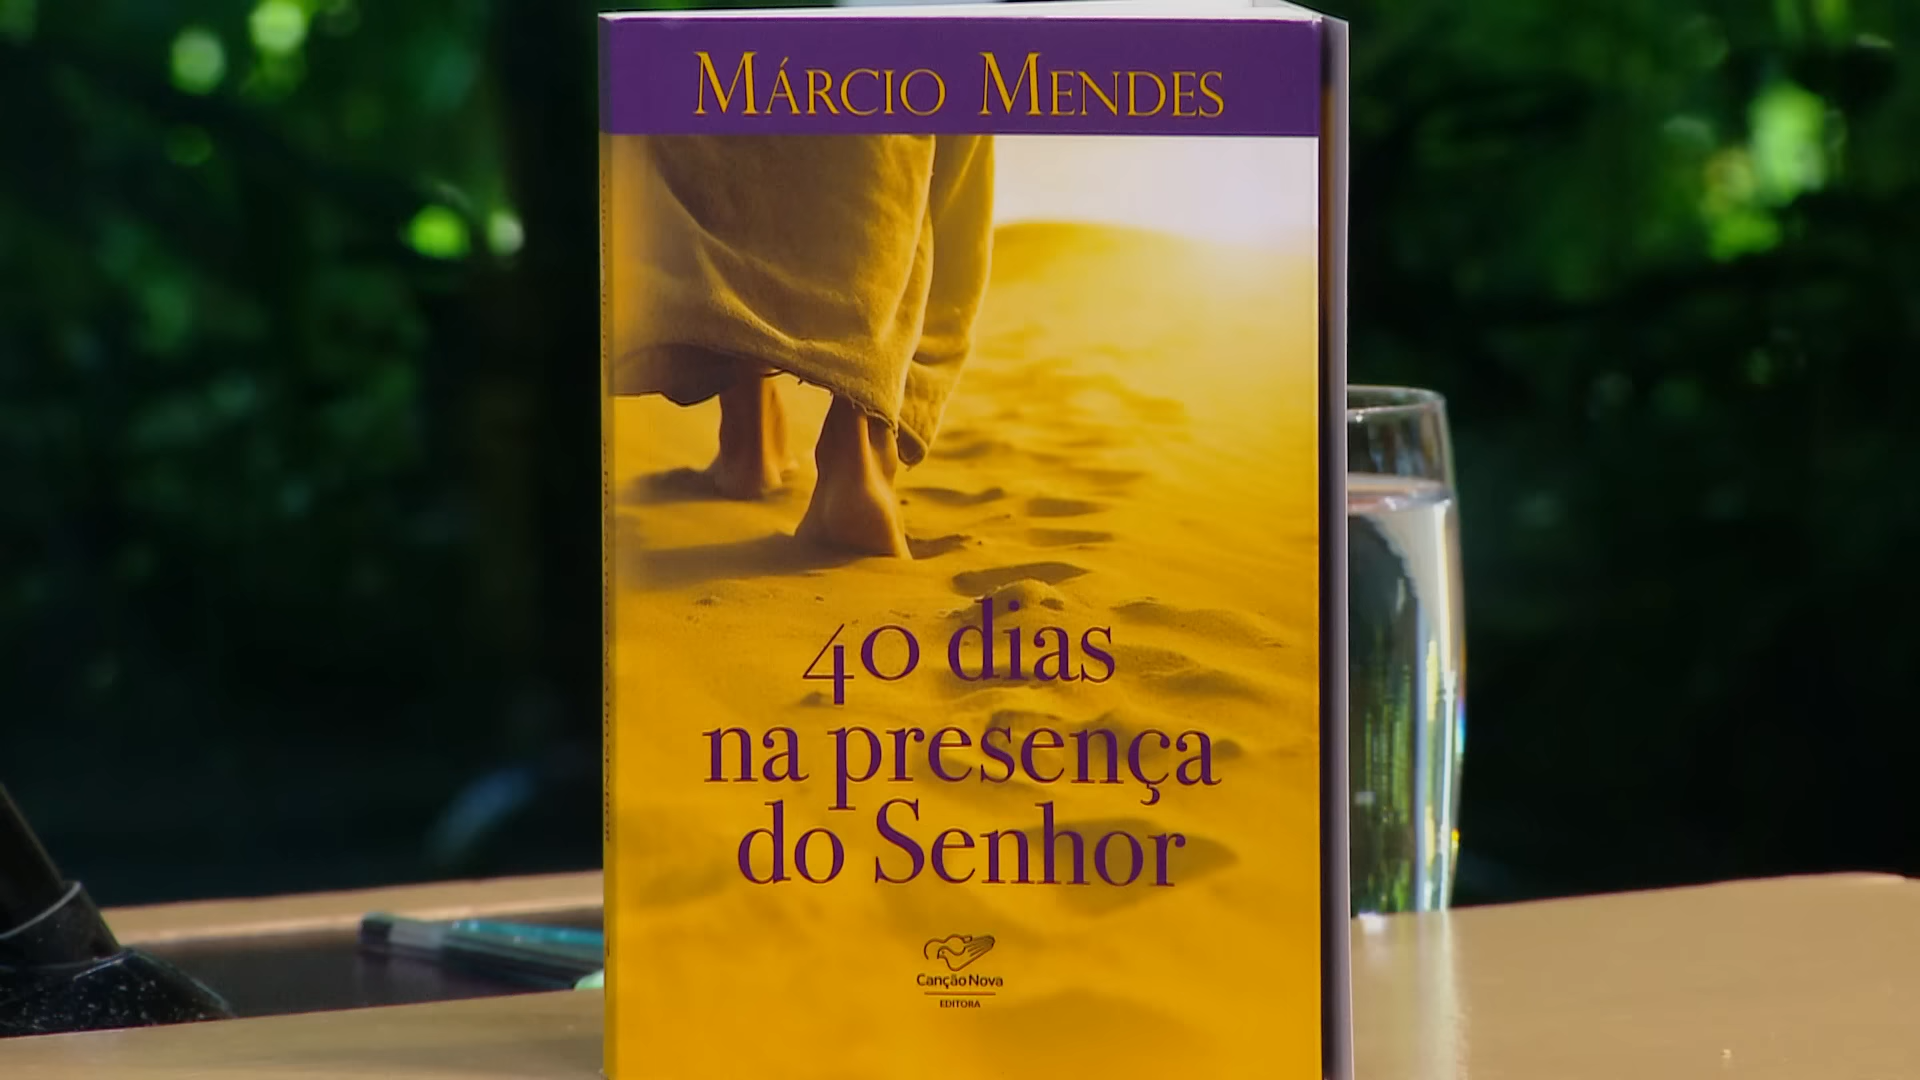 MÁRCIO MENDES
40 dias
na presença
do Senhor
Canção Nova
EDITORA